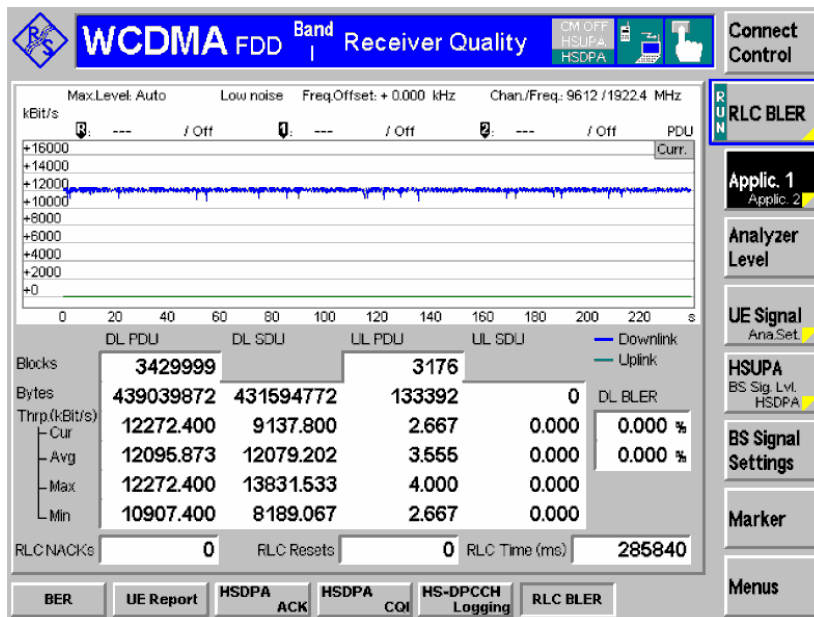 R&S WCDMA FDD Band I Receiver Quality CM OFF HSUPA HSDPA
Connect Control
Max.Level: Auto Low noise Freq.Offset: + 0.000 kHz Chan./Freq.: 9612 / 1922.4 MHz
kBit/s
R: --- / Off 1: --- / Off 2: --- / Off PDU
Curr.
+16000
+14000
+12000
+10000
+8000
+6000
+4000
+2000
+0
0 20 40 60 80 100 120 140 160 180 200 220 s
DL PDU DL SDU UL PDU UL SDU Downlink
Uplink
Blocks 3429999 3176
Bytes 439039872 431594772 133392 0 DL BLER
Thrp.(kBit/s)
Cur 12272.400 9137.800 2.667 0.000 0.000 %
Avg 12095.873 12079.202 3.555 0.000 0.000 %
Max 12272.400 13831.533 4.000 0.000
Min 10907.400 8189.067 2.667 0.000
RLC NACKs 0 RLC Resets 0 RLC Time (ms) 285840
BER UE Report HSDPA ACK HSDPA CQI HS-DPCCH Logging RLC BLER
RUN RLC BLER
Applic. 1
Applic. 2
Analyzer Level
UE Signal
Ana.Set.
HSUPA
BS Sig. Lvl.
HSDPA
BS Signal Settings
Marker
Menus